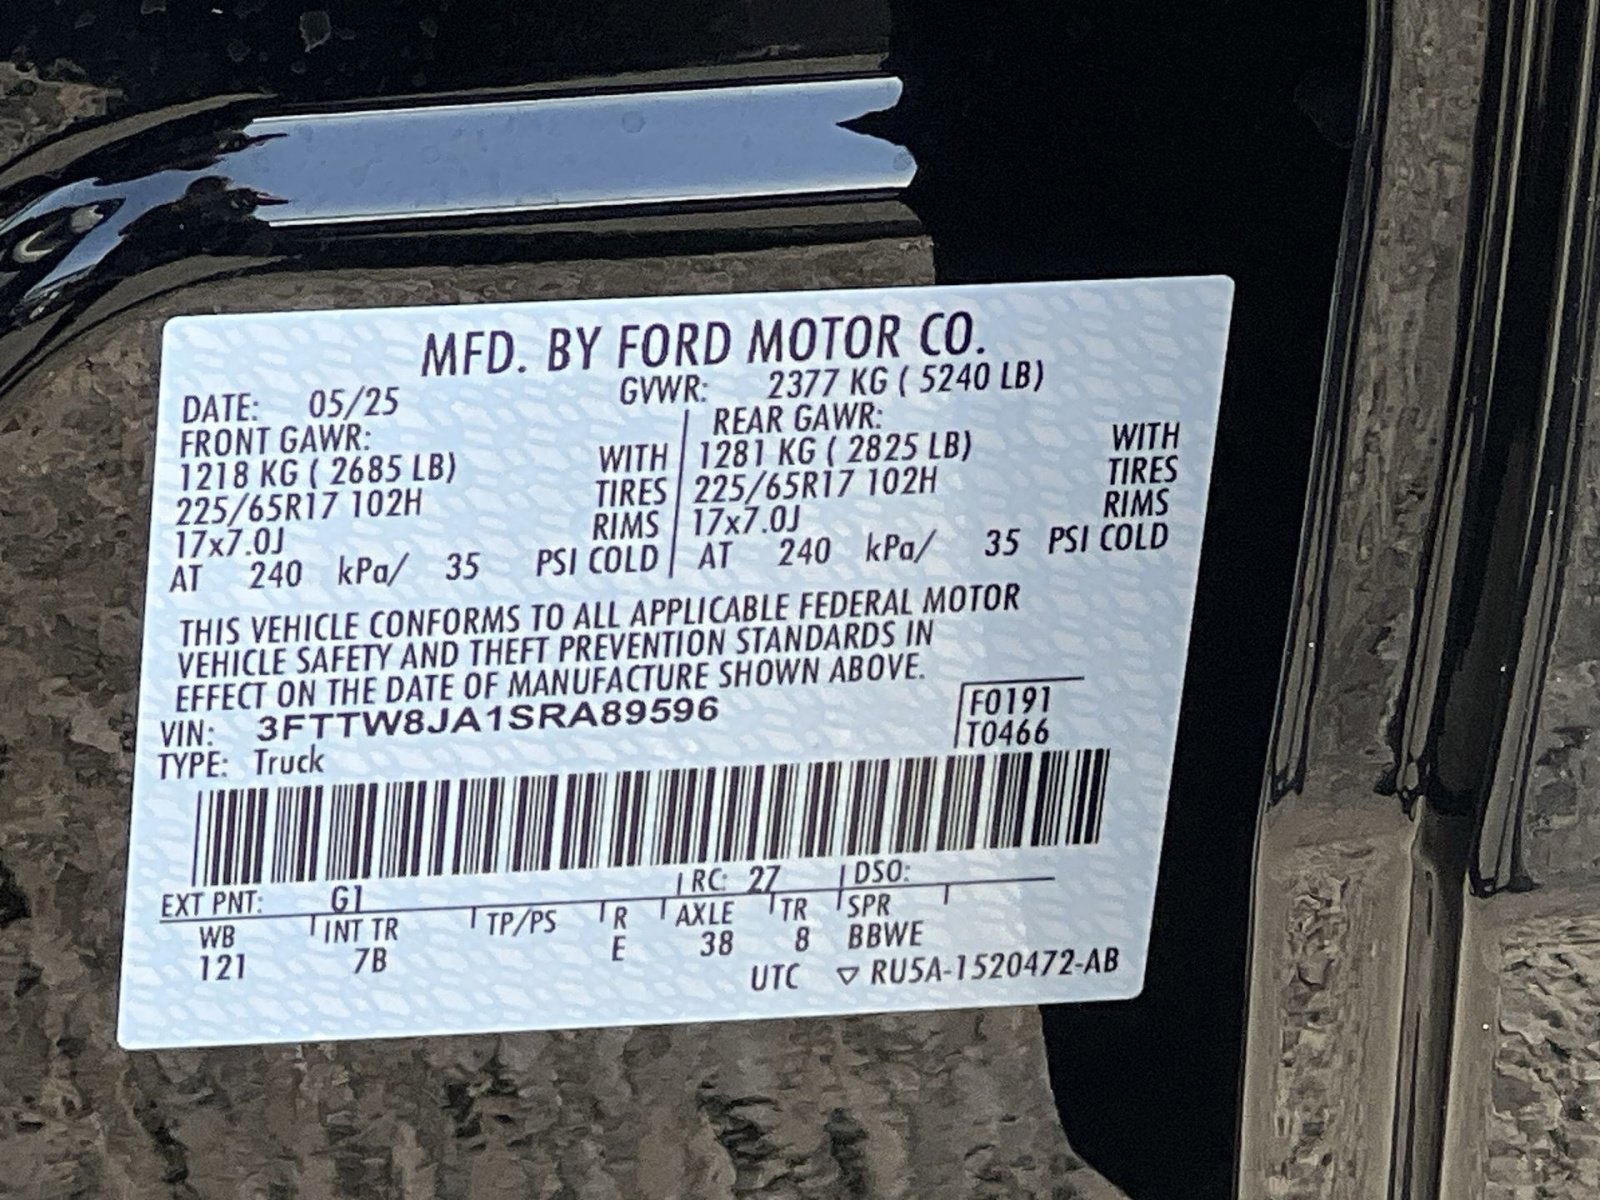 MFD. BY FORD MOTOR CO.
DATE: 05/25 GVWR: 2377 KG ( 5240 LB)
FRONT GAWR: REAR GAWR:
1218 KG ( 2685 LB) WITH 1281 KG ( 2825 LB) WITH
225/65R17 102H TIRES 225/65R17 102H TIRES
17x7.0J RIMS 17x7.0J RIMS
AT 240 kPa/ 35 PSI COLD AT 240 kPa/ 35 PSI COLD
THIS VEHICLE CONFORMS TO ALL APPLICABLE FEDERAL MOTOR
VEHICLE SAFETY AND THEFT PREVENTION STANDARDS IN
EFFECT ON THE DATE OF MANUFACTURE SHOWN ABOVE.
VIN: 3FTTW8JA1SRA89596 F0191
TYPE: Truck T0466
EXT PNT: G1 RC: 27 DSO:
WB INT TR TP/PS R AXLE TR SPR
121 7B E 38 8 BBWE
UTC ▽ RU5A-1520472-AB